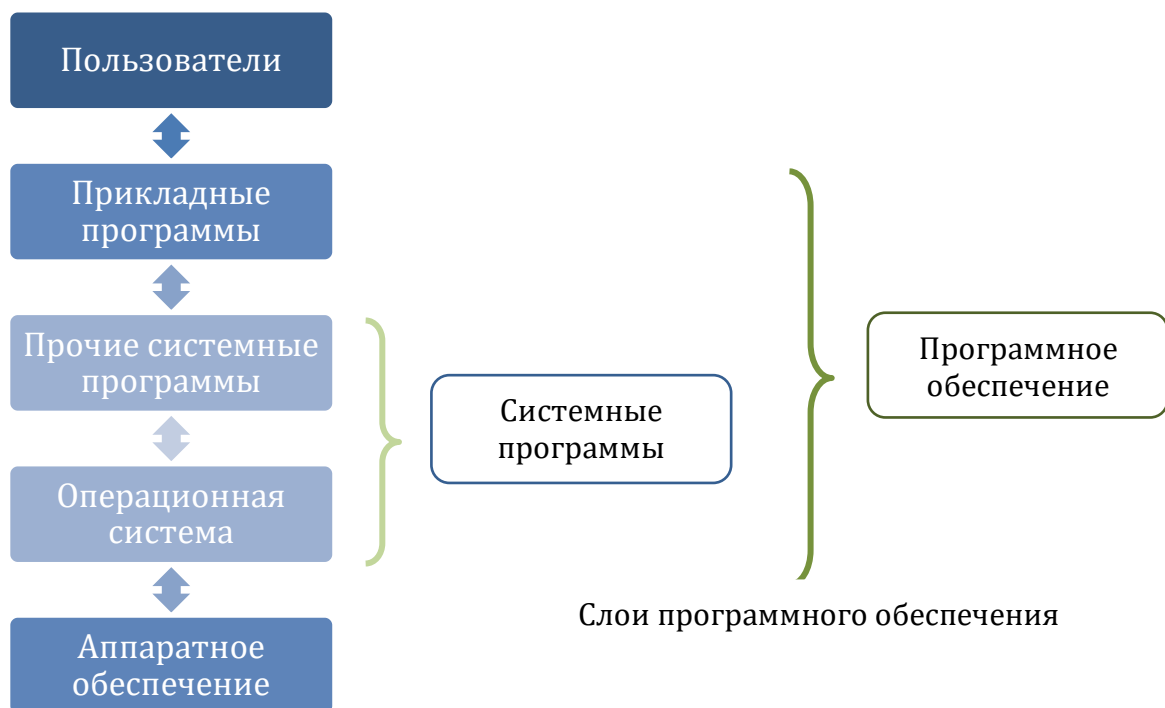 Пользователи
Прикладные
программы
Прочие системные
программы
Операционная
система
Аппаратное
обеспечение
Системные
программы
Программное
обеспечение
Слои программного обеспечения